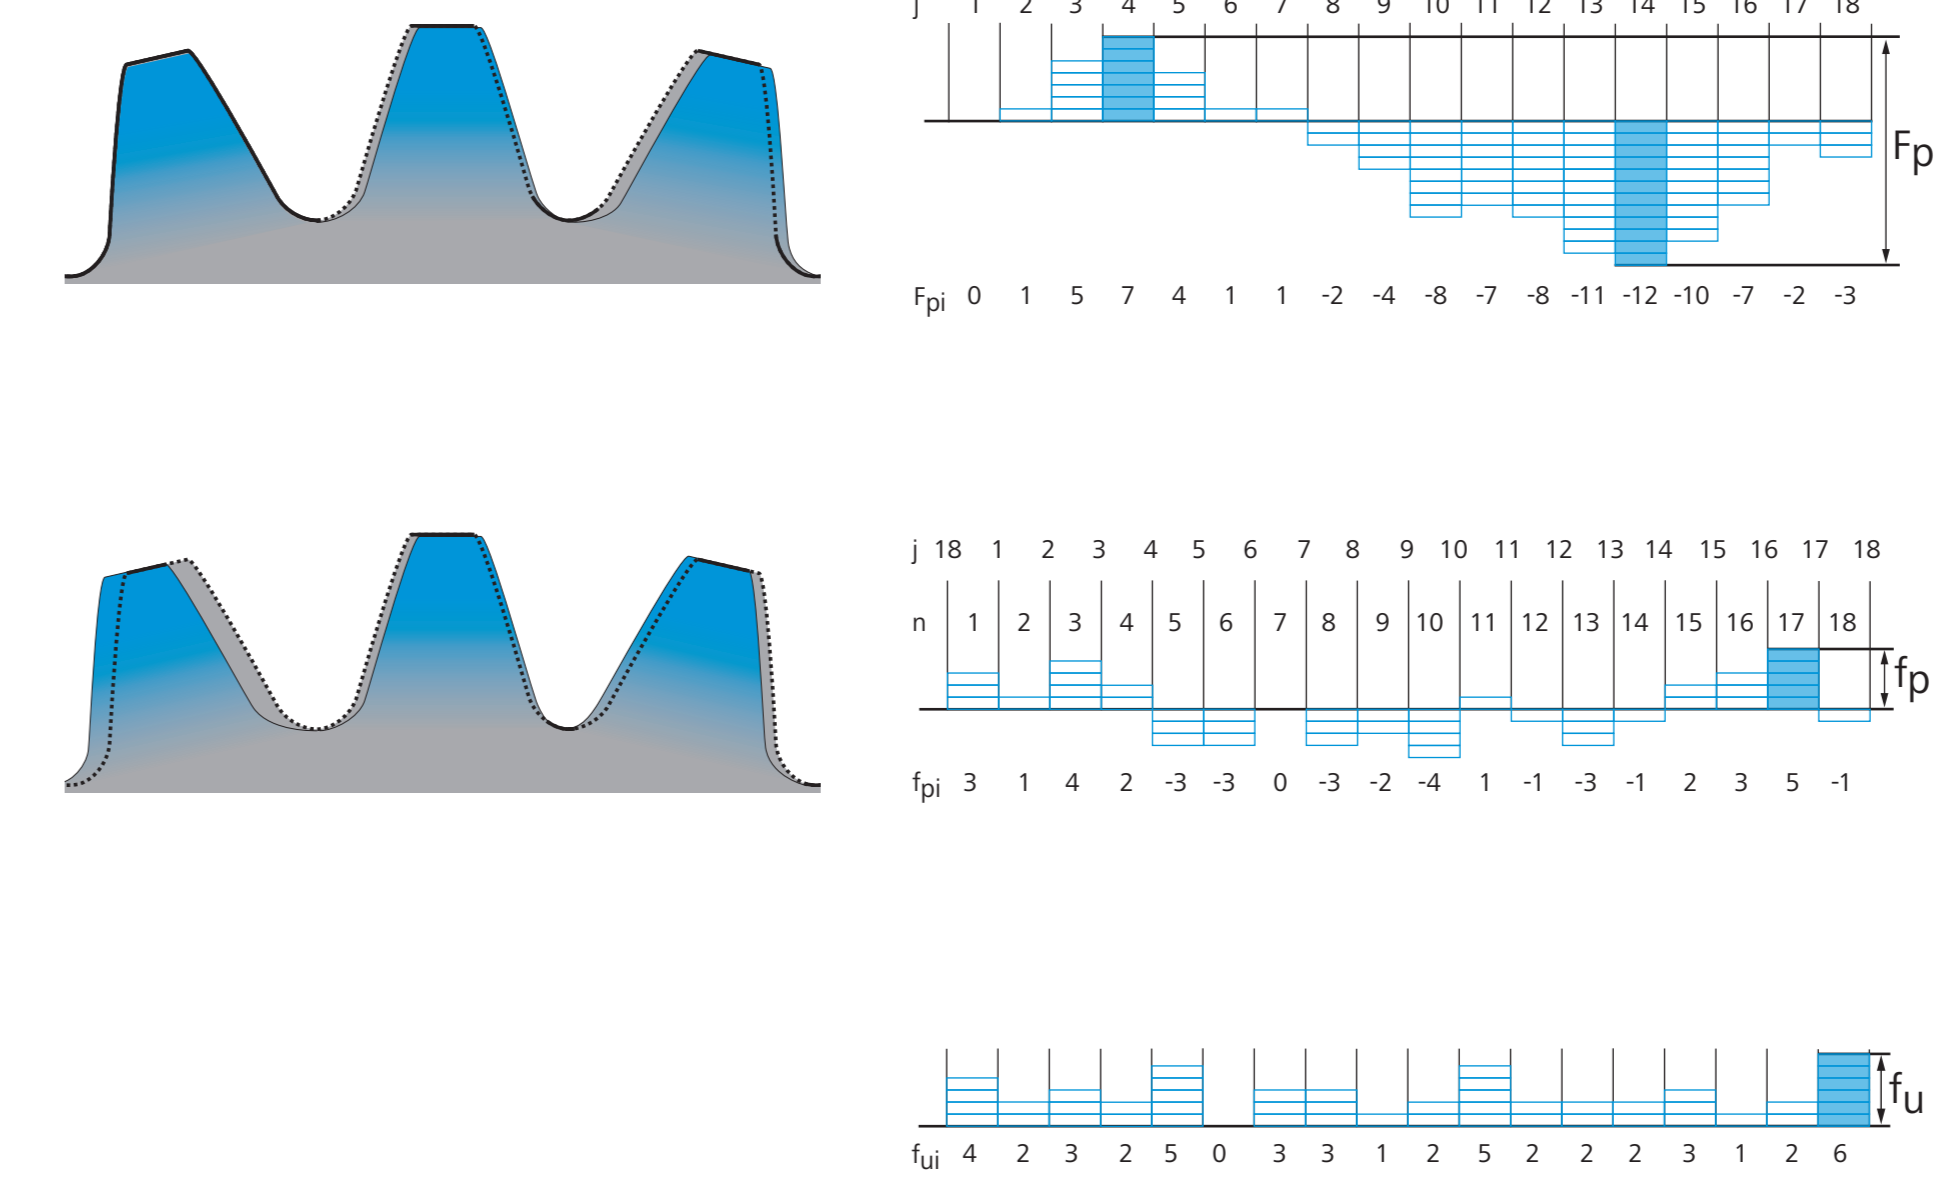 j 1 2 3 4 5 6 7 8 9 10 11 12 13 14 15 16 17 18
Fp
Fpi 0 1 5 7 4 1 1 -2 -4 -8 -7 -8 -11 -12 -10 -7 -2 -3
j 18 1 2 3 4 5 6 7 8 9 10 11 12 13 14 15 16 17 18
n 1 2 3 4 5 6 7 8 9 10 11 12 13 14 15 16 17 18
fp
fpi 3 1 4 2 -3 -3 0 -3 -2 -4 1 -1 -3 -1 2 3 5 -1
fu
fui 4 2 3 2 5 0 3 3 1 2 5 2 2 2 3 1 2 6